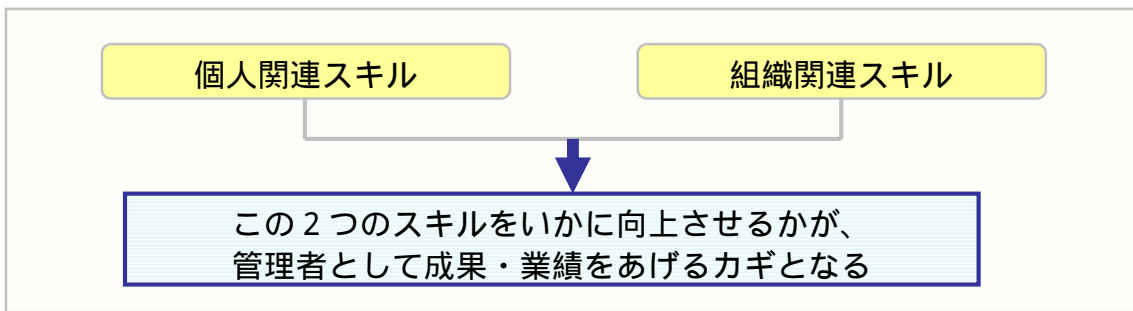 個人関連スキル
組織関連スキル
この2つのスキルをいかに向上させるかが、
管理者として成果・業績をあげるカギとなる